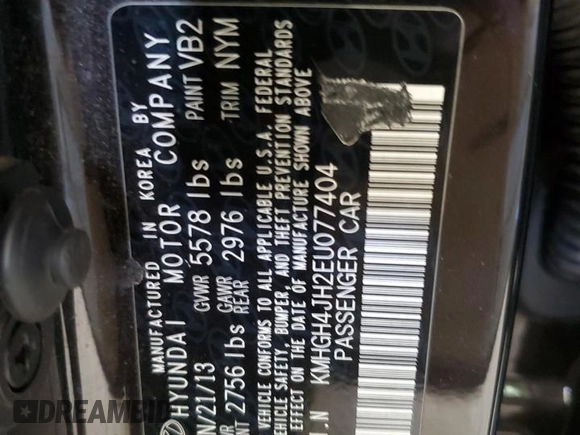 MANUFACTURED IN KOREA BY
HYUNDAI MOTOR COMPANY
N/21/13 GVWR 5578 lbs PAINT VB2
WR GAWR
NT 2756 lbs REAR 2976 lbs TRIM NYM
VEHICLE CONFORMS TO ALL APPLICABLE U.S.A. FEDERAL
VEHICLE SAFETY, BUMPER, AND THEFT PREVENTION STANDARDS
EFFECT ON THE DATE OF MANUFACTURE SHOWN ABOVE
I.N KMHGH4JH2EU077404
PASSENGER CAR
DREAMBID